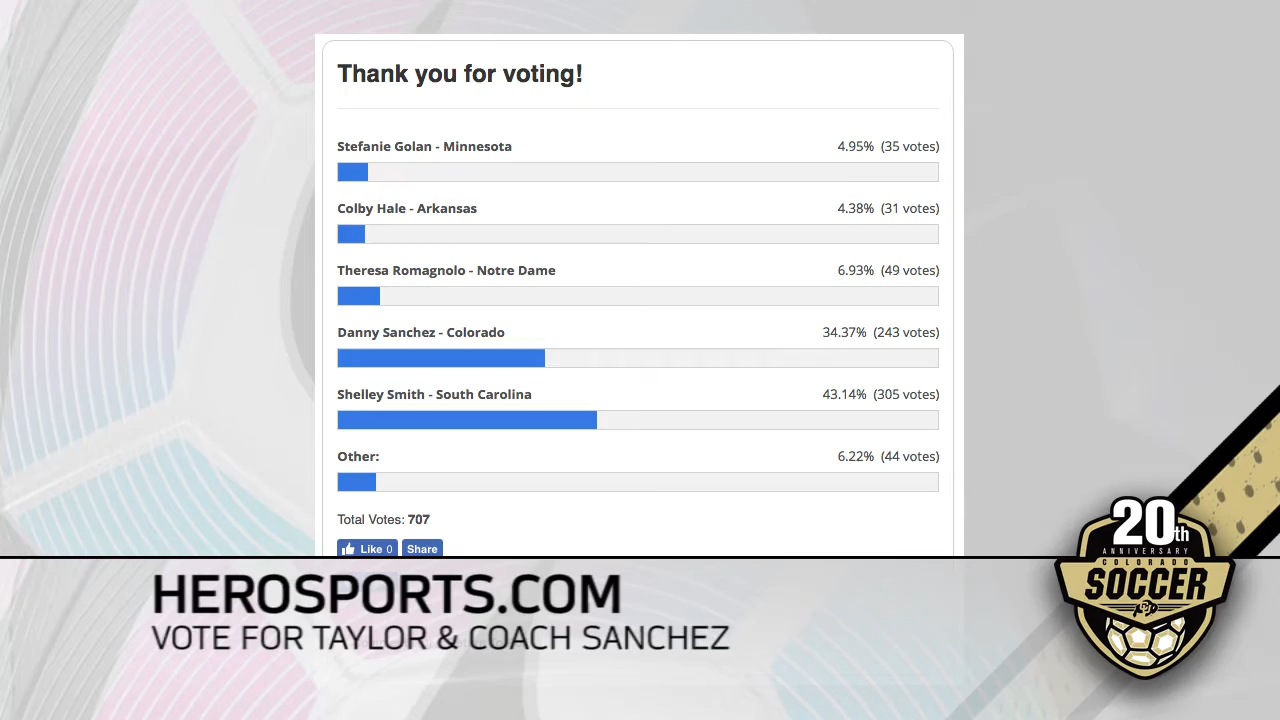 Thank you for voting!
Stefanie Golan - Minnesota 4.95% (35 votes)
Colby Hale - Arkansas 4.38% (31 votes)
Theresa Romagnolo - Notre Dame 6.93% (49 votes)
Danny Sanchez - Colorado 34.37% (243 votes)
Shelley Smith - South Carolina 43.14% (305 votes)
Other: 6.22% (44 votes)
Total Votes: 707
Like 0 Share
20th
ANNIVERSARY
COLORADO
SOCCER
CU
HEROSPORTS.COM
VOTE FOR TAYLOR & COACH SANCHEZ